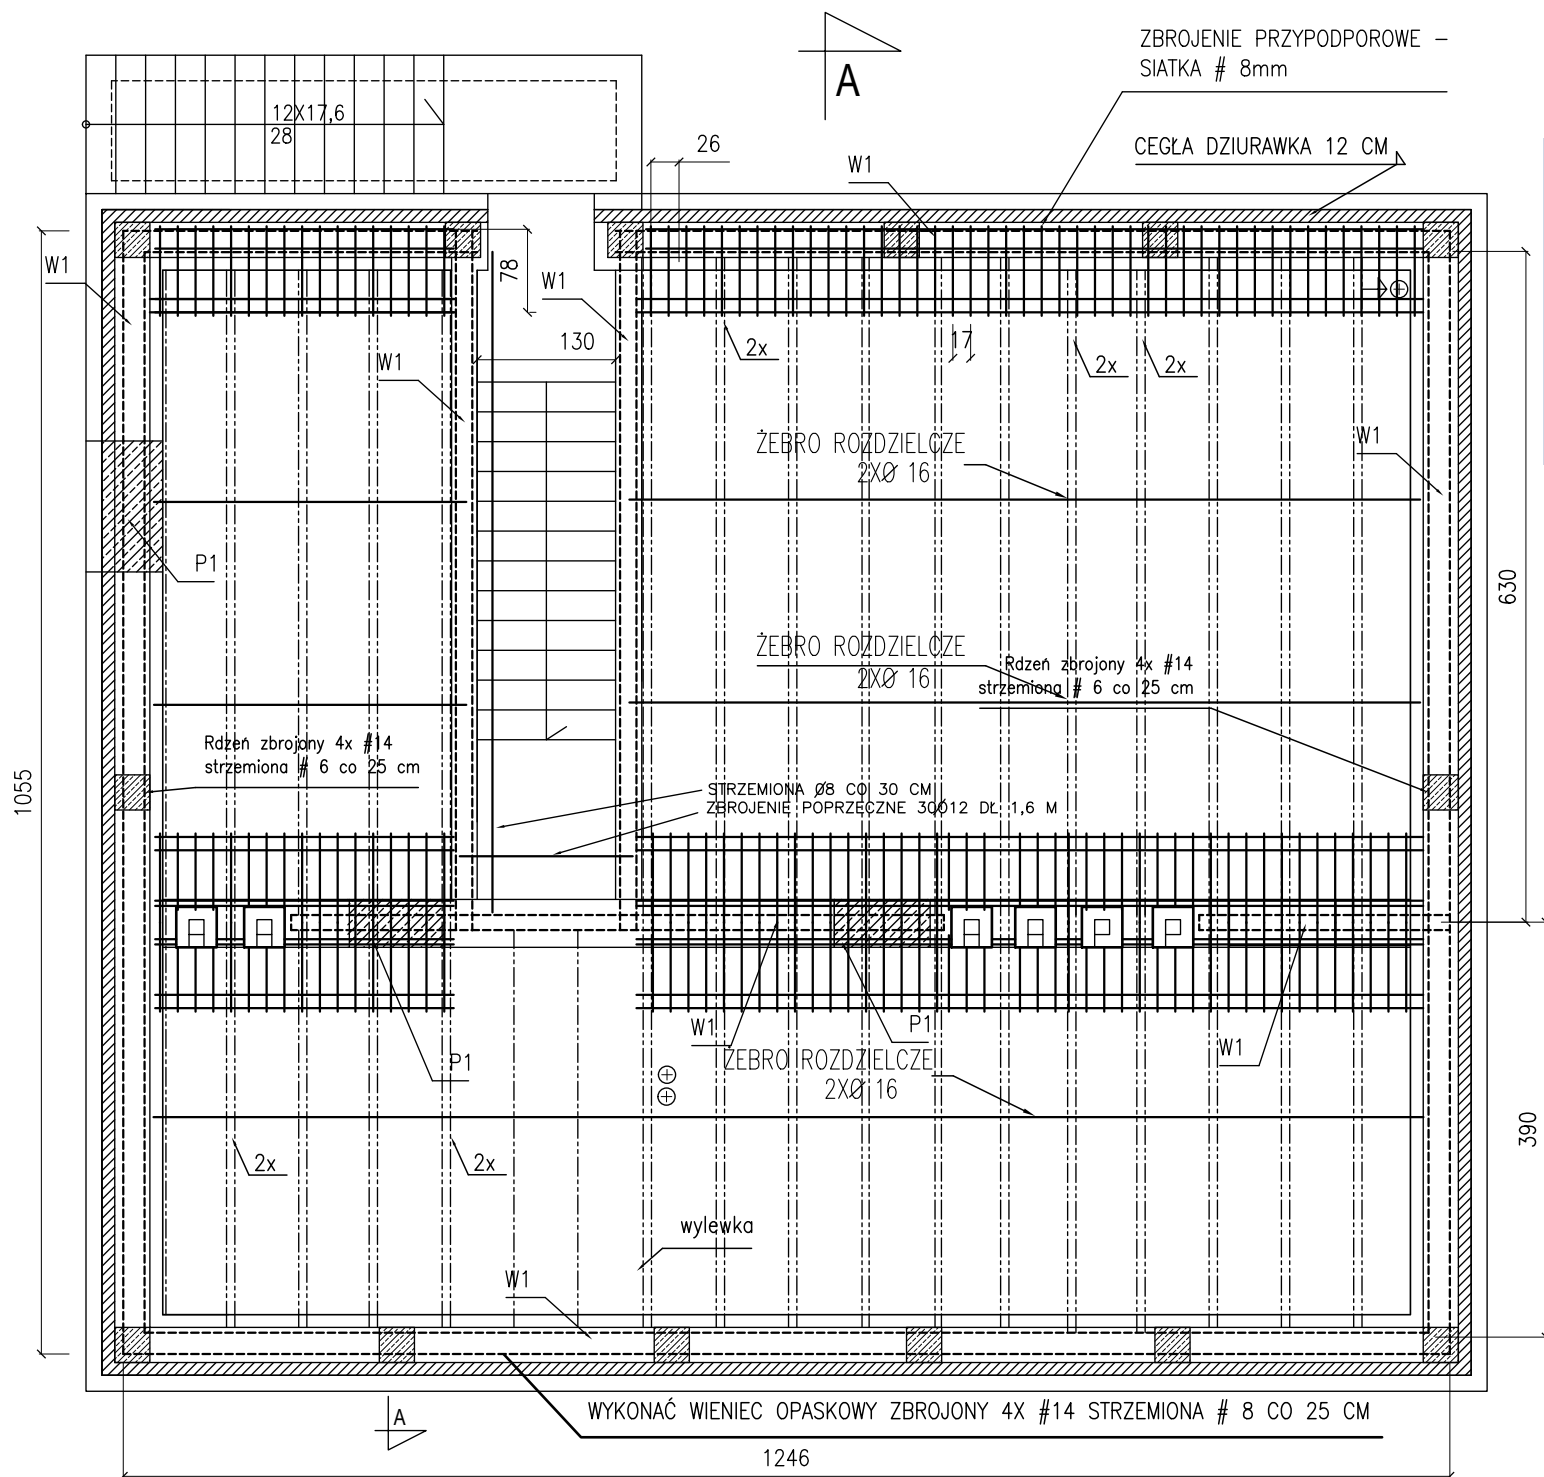 ZBROJENIE PRZYPODPOROWE –
SIATKA # 8mm
A
12X17,6
28
26
W1
CEGŁA DZIURAWKA 12 CM
W1
78
W1
130
W1
2x
17
2x
2x
ŻEBRO ROZDZIELCZE
2XØ 16
W1
P1
630
ŻEBRO ROZDZIELCZE
2XØ 16
Rdzeń zbrojony 4x #14
strzemiona # 6 co 25 cm
Rdzeń zbrojony 4x #14
strzemiona # 6 co 25 cm
1055
STRZEMIONA Ø8 CO 30 CM
ZBROJENIE POPRZECZNE 30Ø12 DŁ 1,6 M
W1
P1
W1
P1
ŻEBRO ROZDZIELCZE
2XØ 16
390
2x
2x
wylewka
W1
A
WYKONAĆ WIENIEC OPASKOWY ZBROJONY 4X #14 STRZEMIONA # 8 CO 25 CM
1246